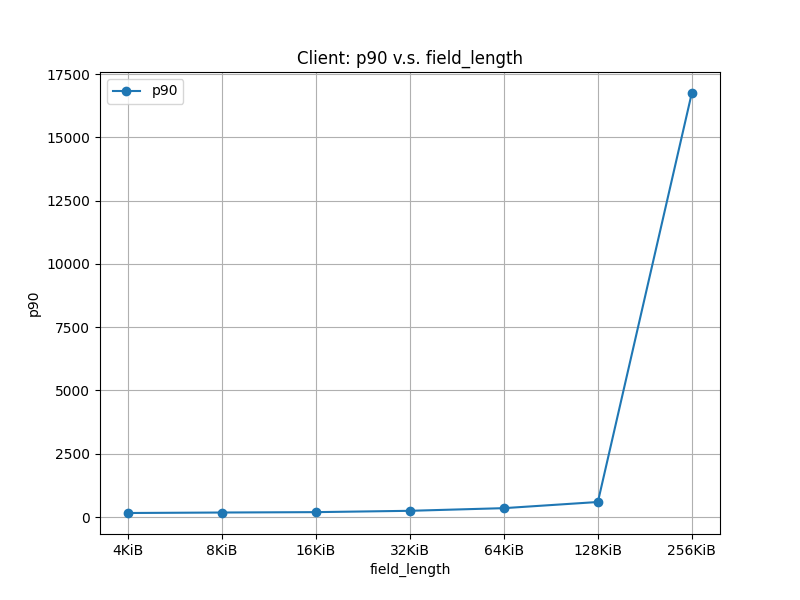 Client: p90 v.s. field_length
p90
17500
15000
12500
10000
7500
5000
2500
0
p90
4KiB 8KiB 16KiB 32KiB 64KiB 128KiB 256KiB
field_length